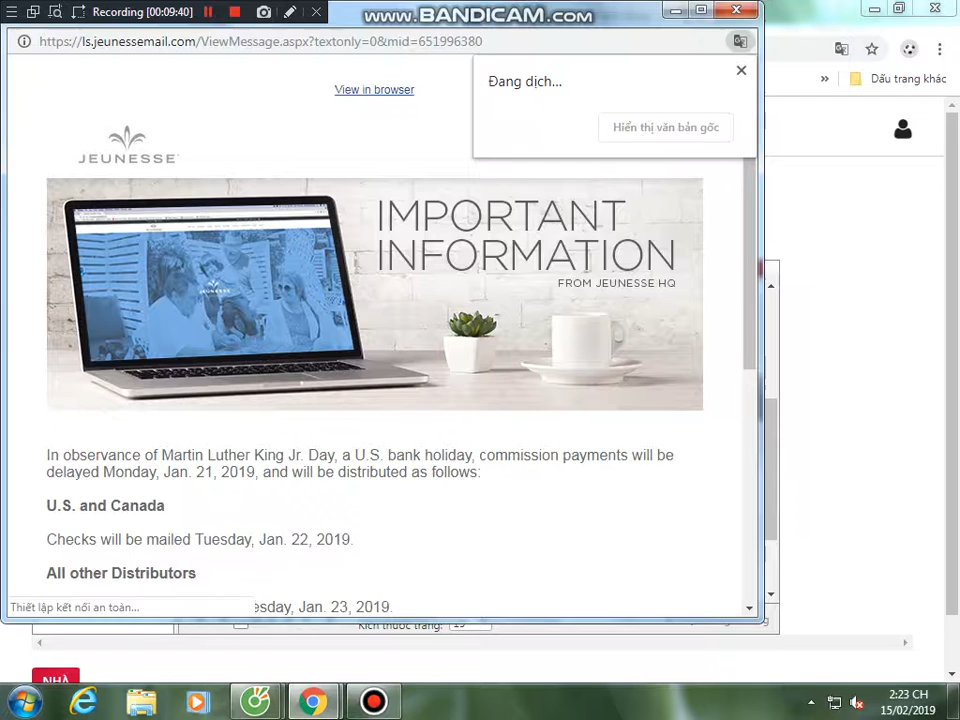 Recording [00:09:40]
www.BANDICAM.com
https://ls.jeunessemail.com/ViewMessage.aspx?textonly=0&mid=651996380
Đang dịch...
Hiển thị văn bản gốc
»
Dấu trang khác
View in browser
JEUNESSE
IMPORTANT
INFORMATION
FROM JEUNESSE HQ
In observance of Martin Luther King Jr. Day, a U.S. bank holiday, commission payments will be
delayed Monday, Jan. 21, 2019, and will be distributed as follows:
U.S. and Canada
Checks will be mailed Tuesday, Jan. 22, 2019.
All other Distributors
esday, Jan. 23, 2019.
Thiết lập kết nối an toàn...
Kích thước trang:
NHÀ
2:23 CH
15/02/2019